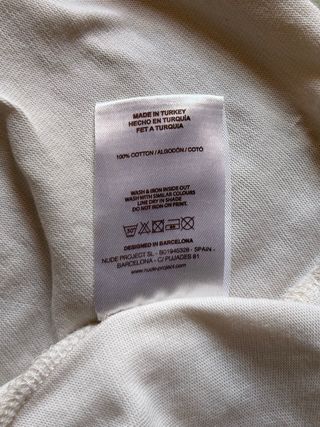 MADE IN TURKEY
HECHO EN TURQUÍA
FET A TURQUIA
100% COTTON / ALGODÓN / COTÓ
WASH & IRON INSIDE OUT
WASH WITH SIMILAR COLOURS
LINE DRY IN SHADE
DO NOT IRON ON PRINT.
30°
DESIGNED IN BARCELONA
NUDE PROJECT SL - B01945328 - SPAIN -
BARCELONA - C/ PUJADES 81
www.nude-project.com